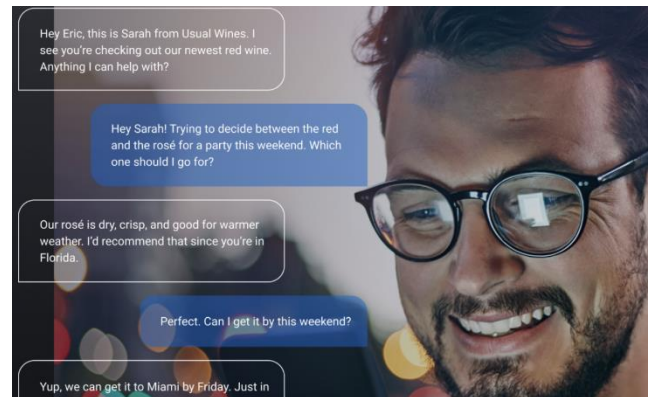 Hey Eric, this is Sarah from Usual Wines. I
see you're checking out our newest red wine.
Anything I can help with?
Hey Sarah! Trying to decide between the red
and the rosé for a party this weekend. Which
one should I go for?
Our rosé is dry, crisp, and good for warmer
weather. I'd recommend that since you're in
Florida.
Perfect. Can I get it by this weekend?
Yup, we can get it to Miami by Friday. Just in